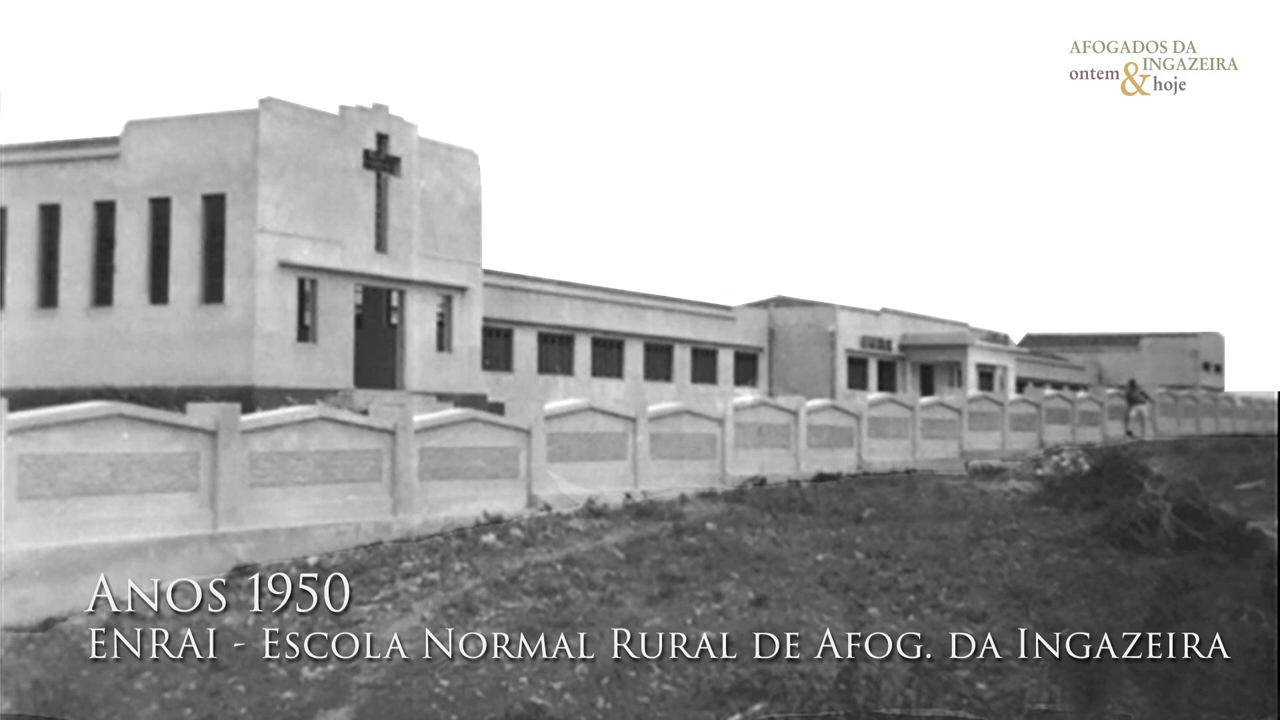 AFOGADOS DA
INGAZEIRA
ontem & hoje
Anos 1950
ENRAI - Escola Normal Rural de Afog. da Ingazeira